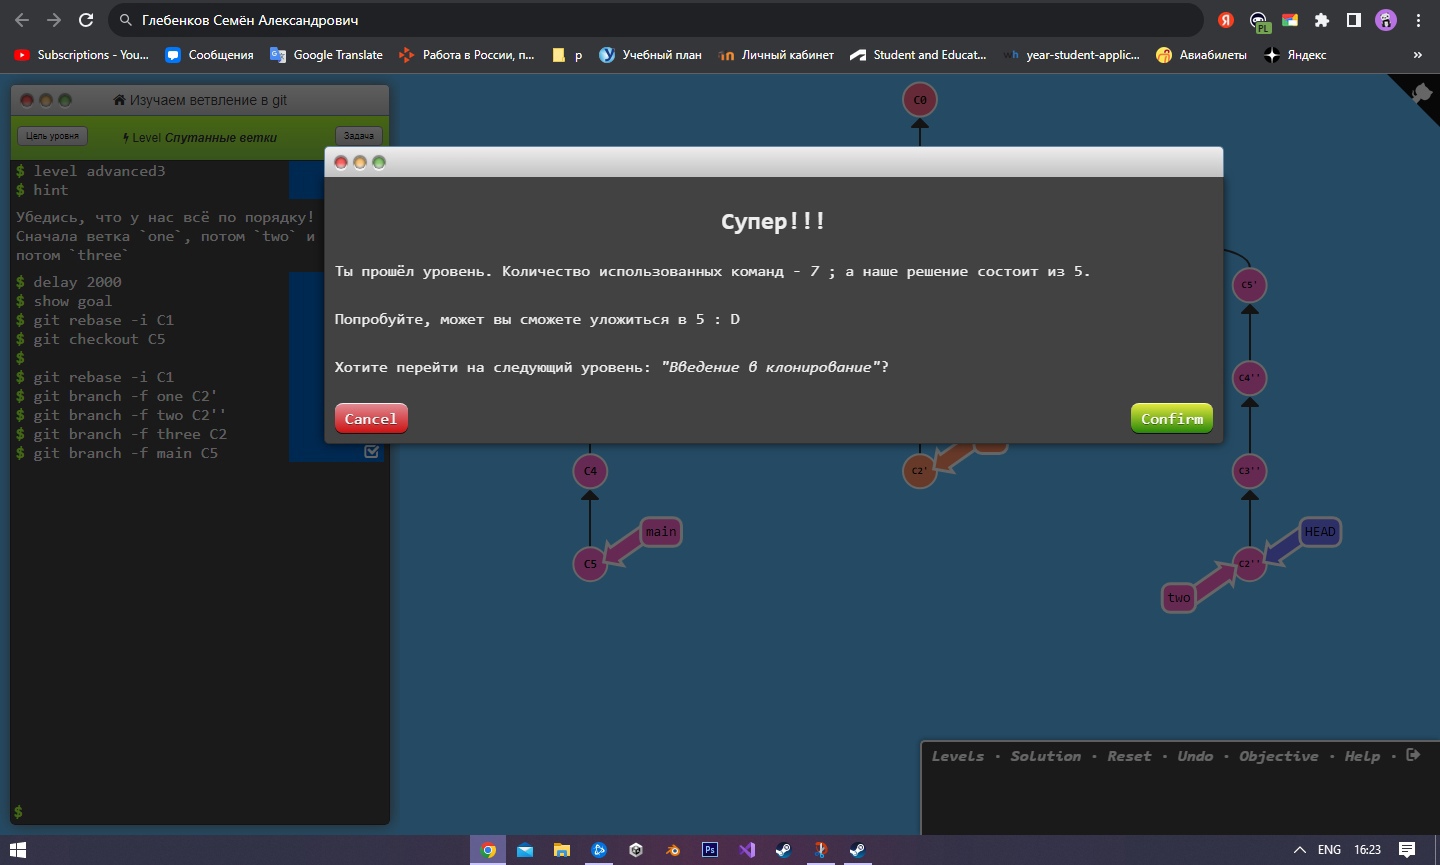 Глебенков Семён Александрович
PL
Subscriptions - You...
Сообщения
Google Translate
Работа в России, п...
р
Учебный план
Личный кабинет
Student and Educat...
wh
year-student-applic...
Авиабилеты
Яндекс
»
Изучаем ветвление в git
Цель уровня
Level Спутанные ветки
Задача
$ level advanced3
$ hint
Убедись, что у нас всё по порядку!
Сначала ветка `one`, потом `two` и
потом `three`
$ delay 2000
$ show goal
$ git rebase -i C1
$ git checkout C5
$
$ git rebase -i C1
$ git branch -f one C2'
$ git branch -f two C2''
$ git branch -f three C2
$ git branch -f main C5
$
C0
Супер!!!
Ты прошёл уровень. Количество использованных команд - 7 ; а наше решение состоит из 5.
Попробуйте, может вы сможете уложиться в 5 : D
Хотите перейти на следующий уровень: "Введение в клонирование"?
Cancel
Confirm
C5'
C4''
C4
C2'
C3''
main
HEAD
C5
C2''
two
Levels · Solution · Reset · Undo · Objective · Help ·
Ps
ENG
16:23